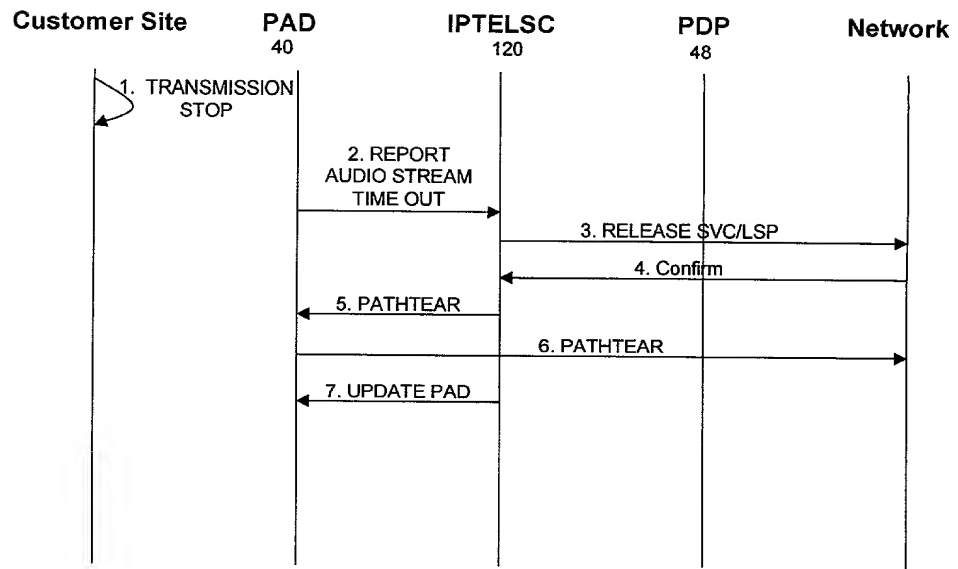 Customer Site PAD IPTELSC PDP Network
40 120 48
1. TRANSMISSION
STOP
2. REPORT
AUDIO STREAM
TIME OUT
3. RELEASE SVC/LSP
4. Confirm
5. PATHTEAR
6. PATHTEAR
7. UPDATE PAD